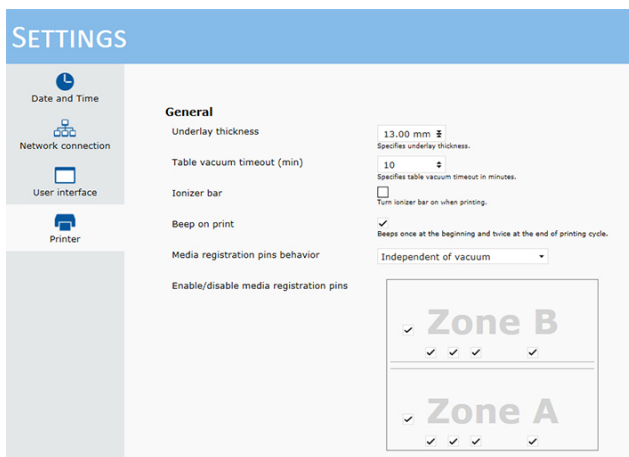 SETTINGS
Date and Time
Network connection
User interface
Printer
General
Underlay thickness
13.00 mm
Specifies underlay thickness.
Table vacuum timeout (min)
10
Specifies table vacuum timeout in minutes.
Ionizer bar
Turn ionizer bar on when printing.
Beep on print
Beeps once at the beginning and twice at the end of printing cycle.
Media registration pins behavior
Independent of vacuum
Enable/disable media registration pins
Zone B
Zone A